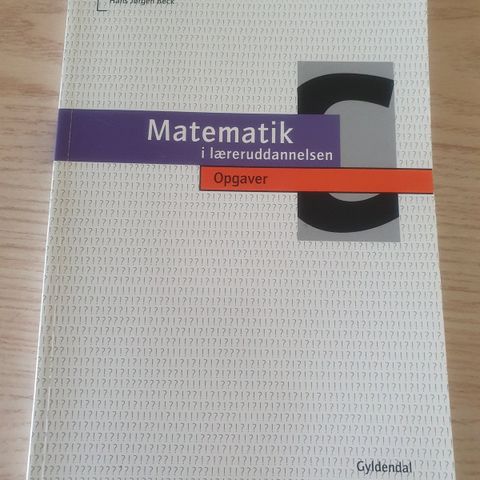 Hans Jørgen Beck
C
Matematik
i læreruddannelsen
Opgaver
Gyldendal